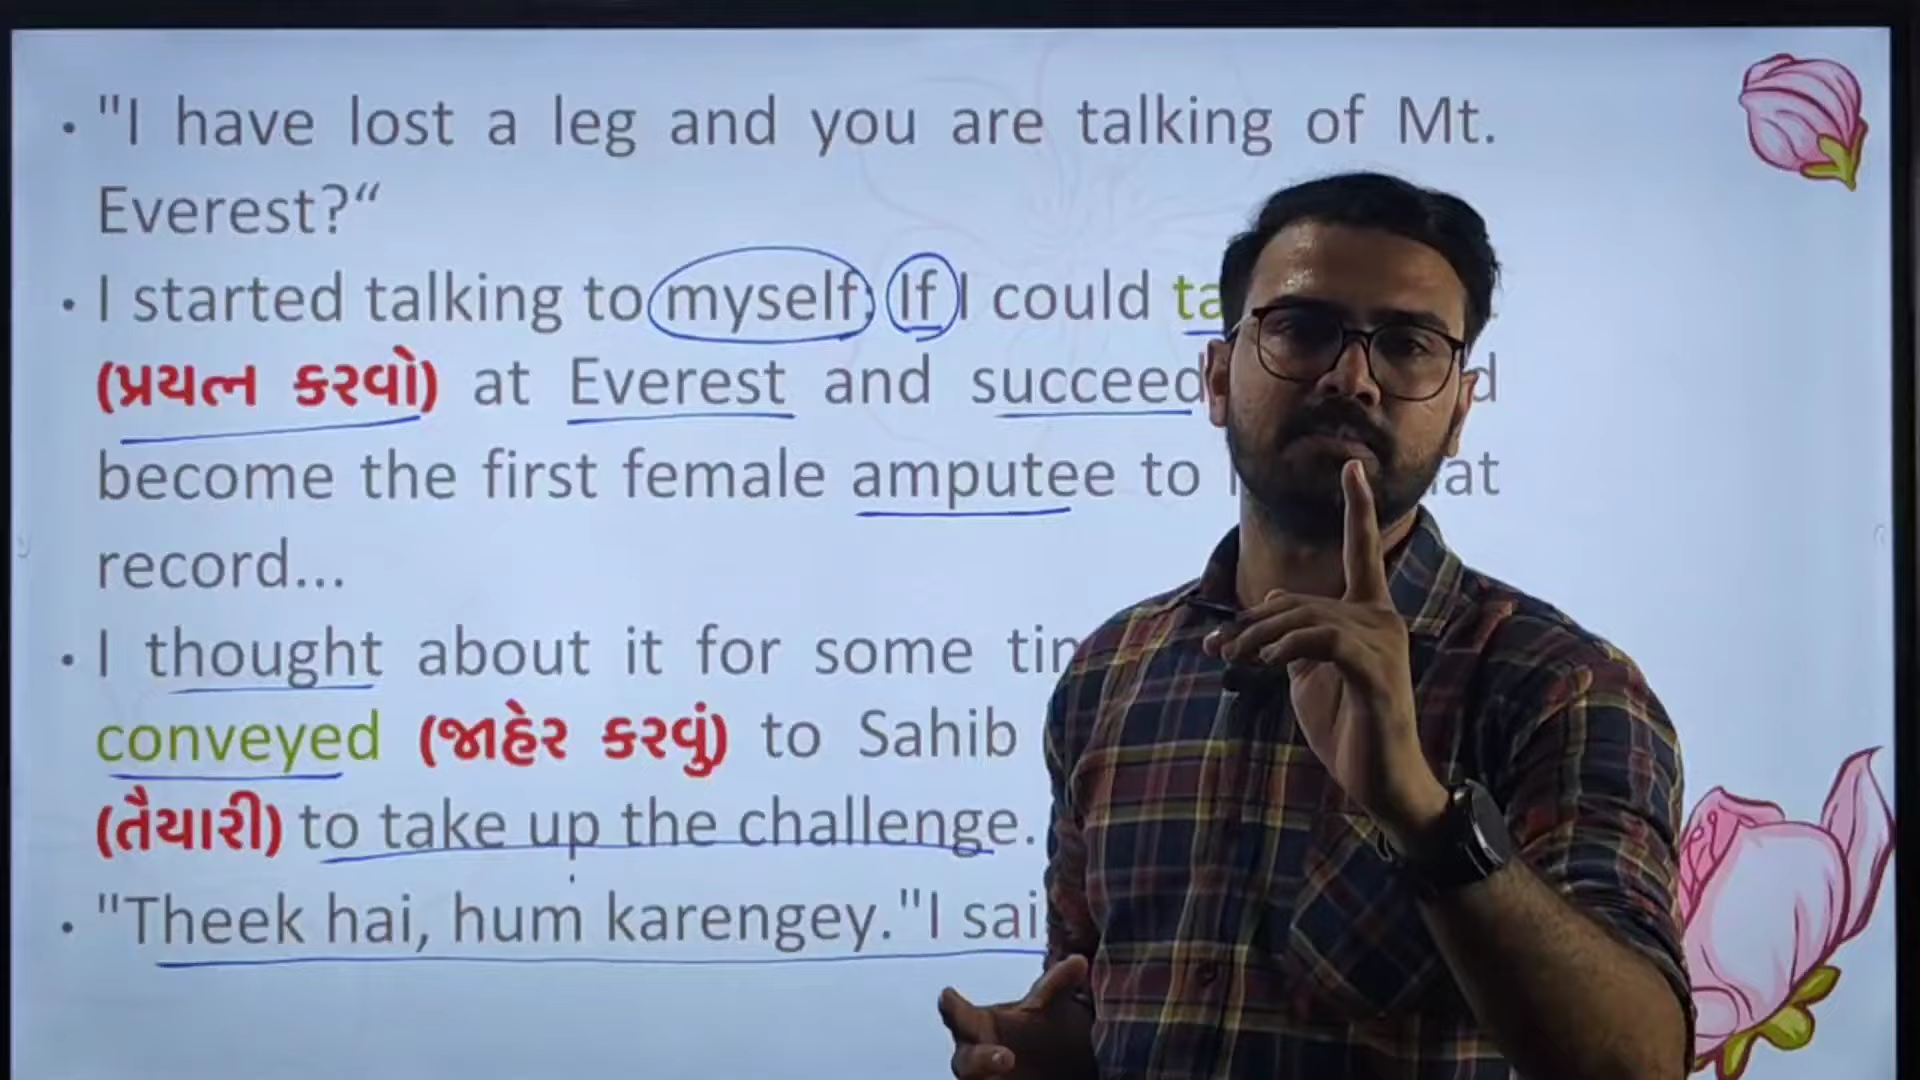 • "I have lost a leg and you are talking of Mt.
Everest?“
• I started talking to myself, If I could
(પ્રયત્ન કરવો) at Everest and succeed
become the first female amputee to
record...
• I thought about it for some
conveyed (જાહેર કરવું) to Sahib
(તૈયારી) to take up the challenge.
• "Theek hai, hum karengey."I